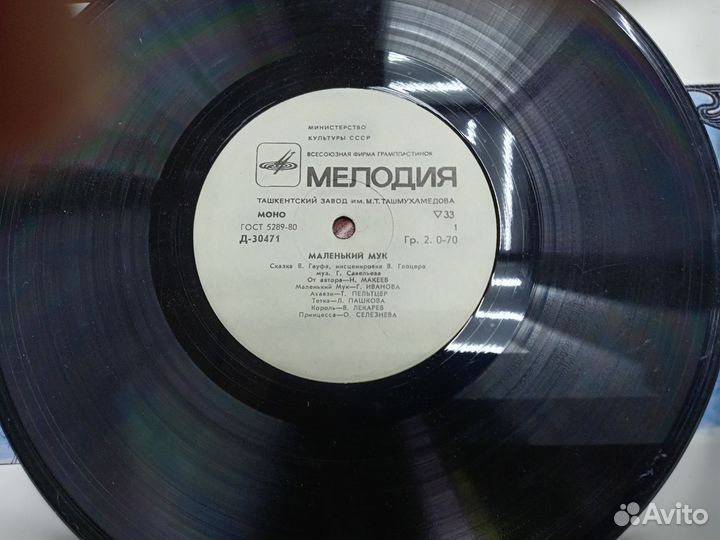 МИНИСТЕРСТВО
КУЛЬТУРЫ СССР
ВСЕСОЮЗНАЯ ФИРМА ГРАМПЛАСТИНОК
МЕЛОДИЯ
ТАШКЕНТСКИЙ ЗАВОД ИМ. М.Т. ТАШМУХАМЕДОВА
МОНО ▽33
ГОСТ 5289-80 1
Д-30471 Гр. 2. 0-70
МАЛЕНЬКИЙ МУК
Сказка В. Гауфа, инсценировка В. Глоцера
муз. Г. Савельева
От автора—Н. МАКЕЕВ
Маленький Мук—Г. ИВАНОВА
Ахавзи—Т. ПЕЛЬТЦЕР
Тетка—Л. ПАШКОВА
Король—В. ЛЕКАРЕВ
Принцесса—О. СЕЛЕЗНЕВА
Avito